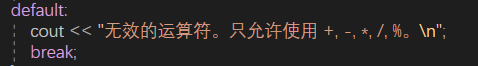 default:
cout << "无效的运算符。只允许使用 +, -, *, /, %。\n";
break;